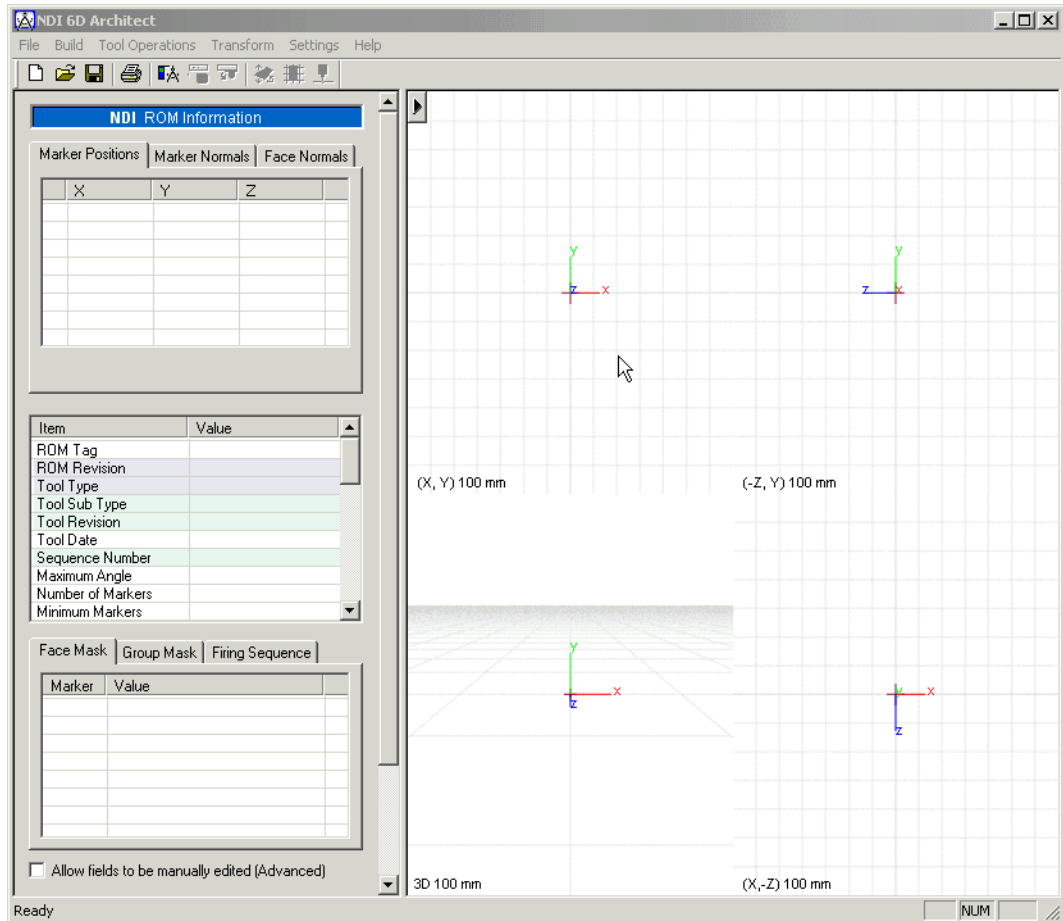 NDI 6D Architect
File Build Tool Operations Transform Settings Help
NDI ROM Information
Marker Positions Marker Normals Face Normals
X Y Z
Item Value
ROM Tag
ROM Revision
Tool Type
Tool Sub Type
Tool Revision
Tool Date
Sequence Number
Maximum Angle
Number of Markers
Minimum Markers
Face Mask Group Mask Firing Sequence
Marker Value
Allow fields to be manually edited (Advanced)
y
z x
(X, Y) 100 mm
y
z x
(-Z, Y) 100 mm
y
x
z
3D 100 mm
y x
z
(X,-Z) 100 mm
Ready NUM